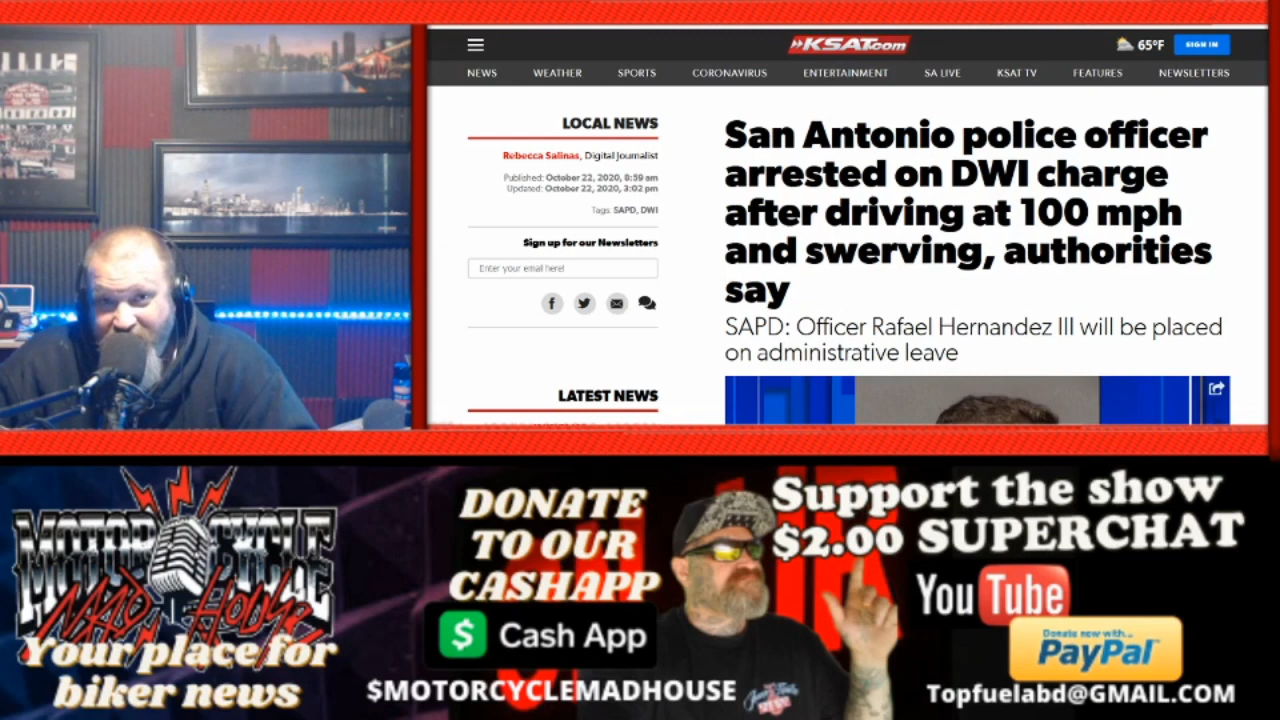 KSAT.com
65°F
SIGN IN
NEWS
WEATHER
SPORTS
CORONAVIRUS
ENTERTAINMENT
SA LIVE
KSAT TV
FEATURES
NEWSLETTERS
LOCAL NEWS
Rebecca Salinas, Digital Journalist
Published: October 22, 2020, 8:59 am
Updated: October 22, 2020, 3:02 pm
Tags: SAPD, DWI
Sign up for our Newsletters
Enter your email here!
LATEST NEWS
San Antonio police officer
arrested on DWI charge
after driving at 100 mph
and swerving, authorities
say
SAPD: Officer Rafael Hernandez III will be placed
on administrative leave
MOTORCYCLE
MAD HOUSE
Your place for
biker news
DONATE
TO OUR
CASHAPP
$ Cash App
$MOTORCYCLEMADHOUSE
Support the show
$2.00 SUPERCHAT
YouTube
Donate now with...
PayPal
Topfuelabd@GMAIL.COM